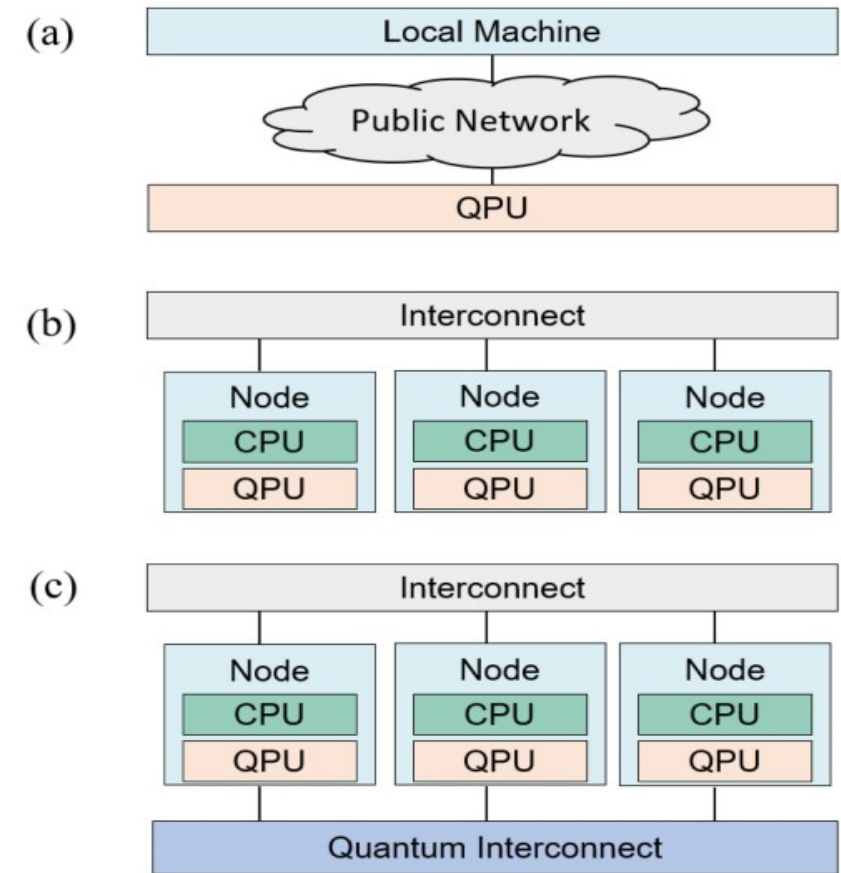 (a)
Local Machine
Public Network
QPU
(b)
Interconnect
Node Node Node
CPU CPU CPU
QPU QPU QPU
(c)
Interconnect
Node Node Node
CPU CPU CPU
QPU QPU QPU
Quantum Interconnect